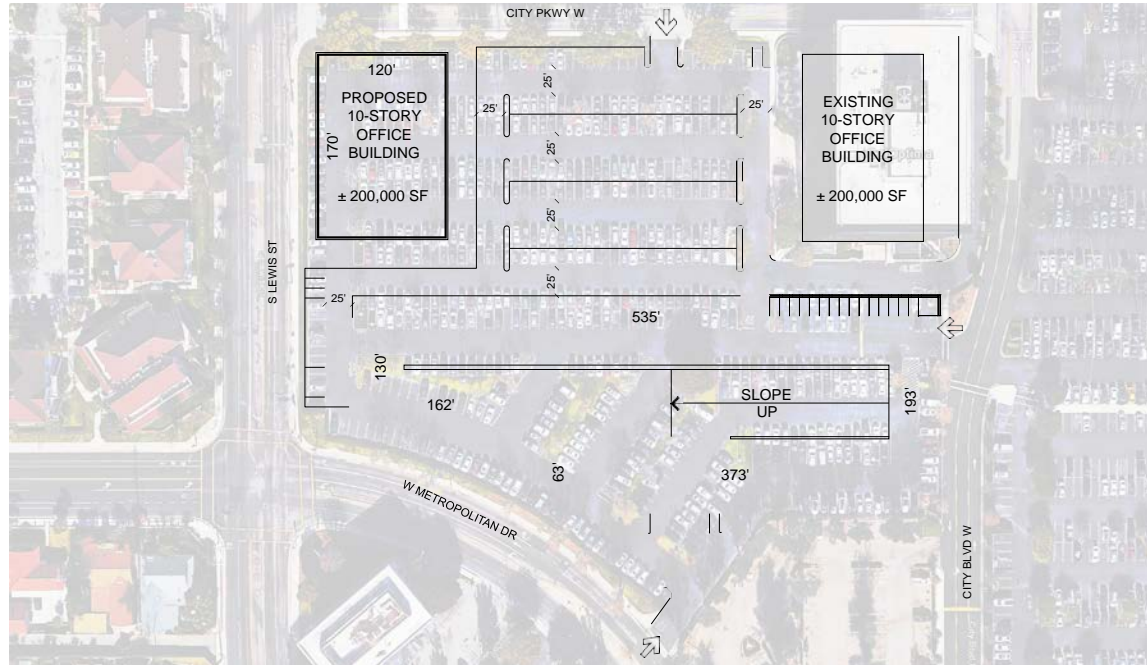 CITY PKWY W
120'
PROPOSED
10-STORY
OFFICE
BUILDING
170'
± 200,000 SF
25'
25'
25'
EXISTING
10-STORY
OFFICE
BUILDING
± 200,000 SF
25'
25'
25'
S LEWIS ST
25'
535'
130'
162'
SLOPE
UP
193'
63'
373'
W METROPOLITAN DR
CITY BLVD W